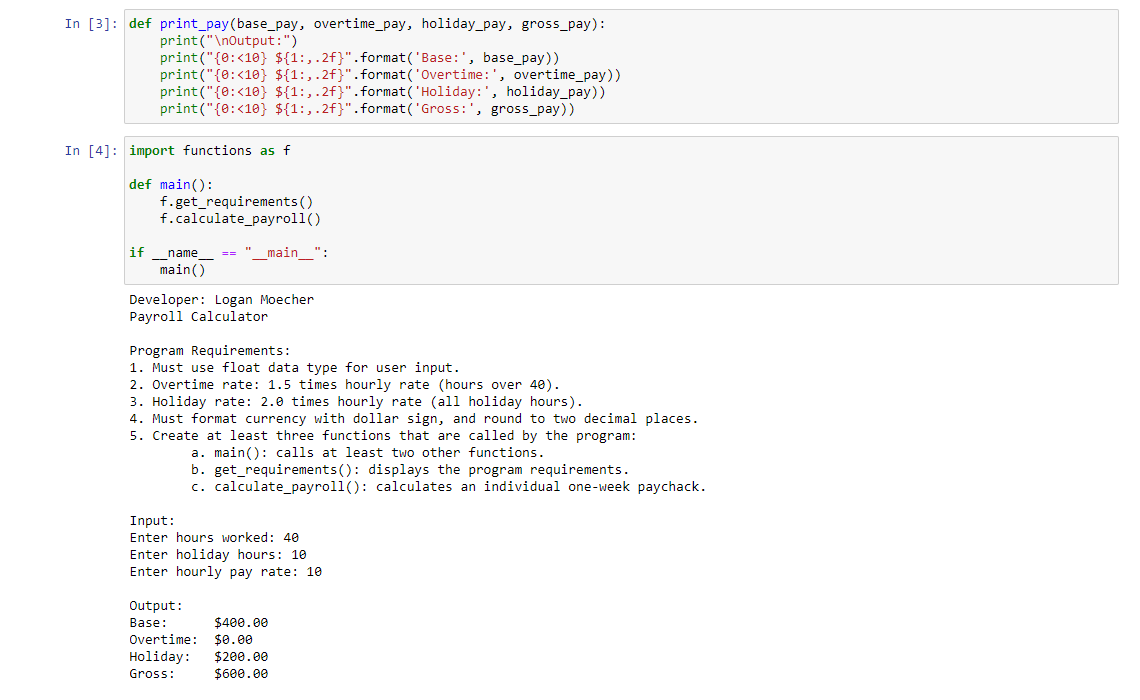 In [3]: def print_pay(base_pay, overtime_pay, holiday_pay, gross_pay):
    print("\nOutput:")
    print("{0:<10} ${1:,.2f}".format('Base:', base_pay))
    print("{0:<10} ${1:,.2f}".format('Overtime:', overtime_pay))
    print("{0:<10} ${1:,.2f}".format('Holiday:', holiday_pay))
    print("{0:<10} ${1:,.2f}".format('Gross:', gross_pay))
In [4]: import functions as f
def main():
    f.get_requirements()
    f.calculate_payroll()
if __name__ == "__main__":
    main()
Developer: Logan Moecher
Payroll Calculator
Program Requirements:
1. Must use float data type for user input.
2. Overtime rate: 1.5 times hourly rate (hours over 40).
3. Holiday rate: 2.0 times hourly rate (all holiday hours).
4. Must format currency with dollar sign, and round to two decimal places.
5. Create at least three functions that are called by the program:
        a. main(): calls at least two other functions.
        b. get_requirements(): displays the program requirements.
        c. calculate_payroll(): calculates an individual one-week paychack.
Input:
Enter hours worked: 40
Enter holiday hours: 10
Enter hourly pay rate: 10
Output:
Base:      $400.00
Overtime:  $0.00
Holiday:   $200.00
Gross:     $600.00